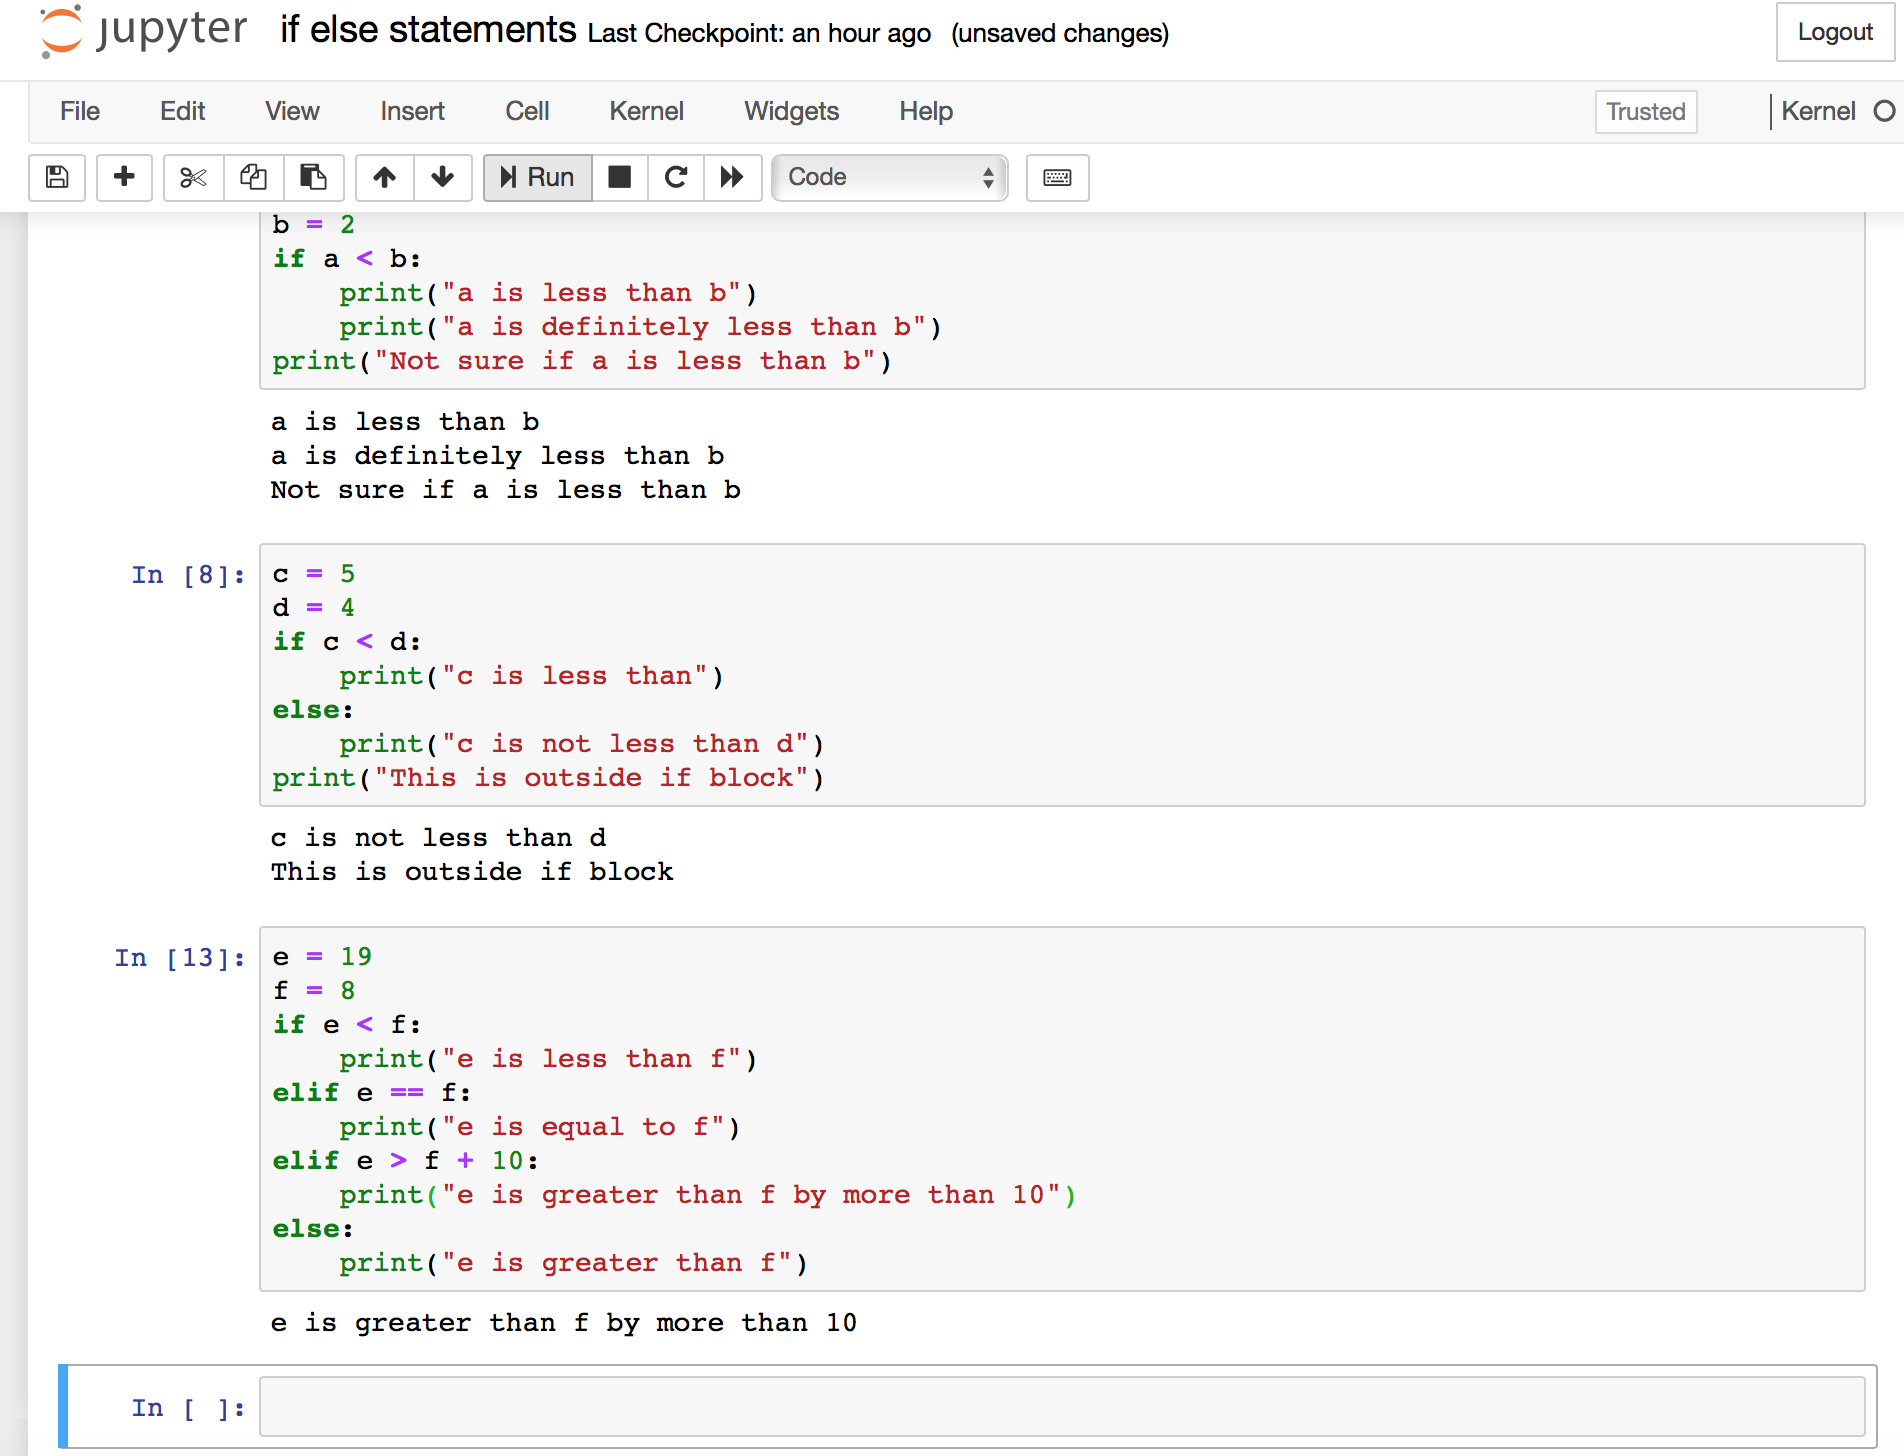 jupyter if else statements Last Checkpoint: an hour ago (unsaved changes) Logout
File Edit View Insert Cell Kernel Widgets Help Trusted Kernel
Run Code
b = 2
if a < b:
    print("a is less than b")
    print("a is definitely less than b")
print("Not sure if a is less than b")
a is less than b
a is definitely less than b
Not sure if a is less than b
In [8]:
c = 5
d = 4
if c < d:
    print("c is less than")
else:
    print("c is not less than d")
print("This is outside if block")
c is not less than d
This is outside if block
In [13]:
e = 19
f = 8
if e < f:
    print("e is less than f")
elif e == f:
    print("e is equal to f")
elif e > f + 10:
    print("e is greater than f by more than 10")
else:
    print("e is greater than f")
e is greater than f by more than 10
In [ ]: